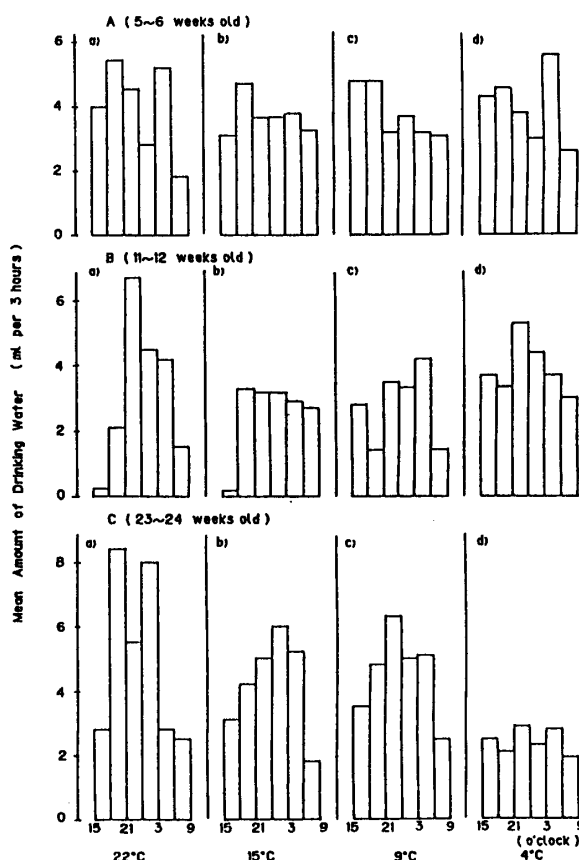 A ( 5~6 weeks old )
a) b) c) d)
6
4
2
0
B ( 11~12 weeks old )
a) b) c) d)
6
4
2
0
C ( 23~24 weeks old )
a) b) c) d)
8
6
4
2
0
Mean Amount of Drinking Water ( ml per 3 hours )
15 21 3 9 15 21 3 9 15 21 3 9 15 21 3 9
( o'clock )
22°C 15°C 9°C 4°C